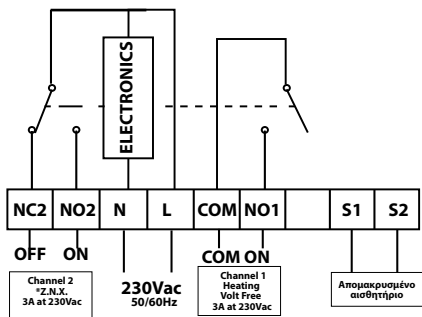 ELECTRONICS
NC2 NO2 N L COM NO1 S1 S2
OFF ON COM ON
Channel 2
*Z.N.X.
3A at 230Vac
230Vac
50/60Hz
Channel 1
Heating
Volt Free
3A at 230Vac
Απομακρυσμένο
αισθητήριο